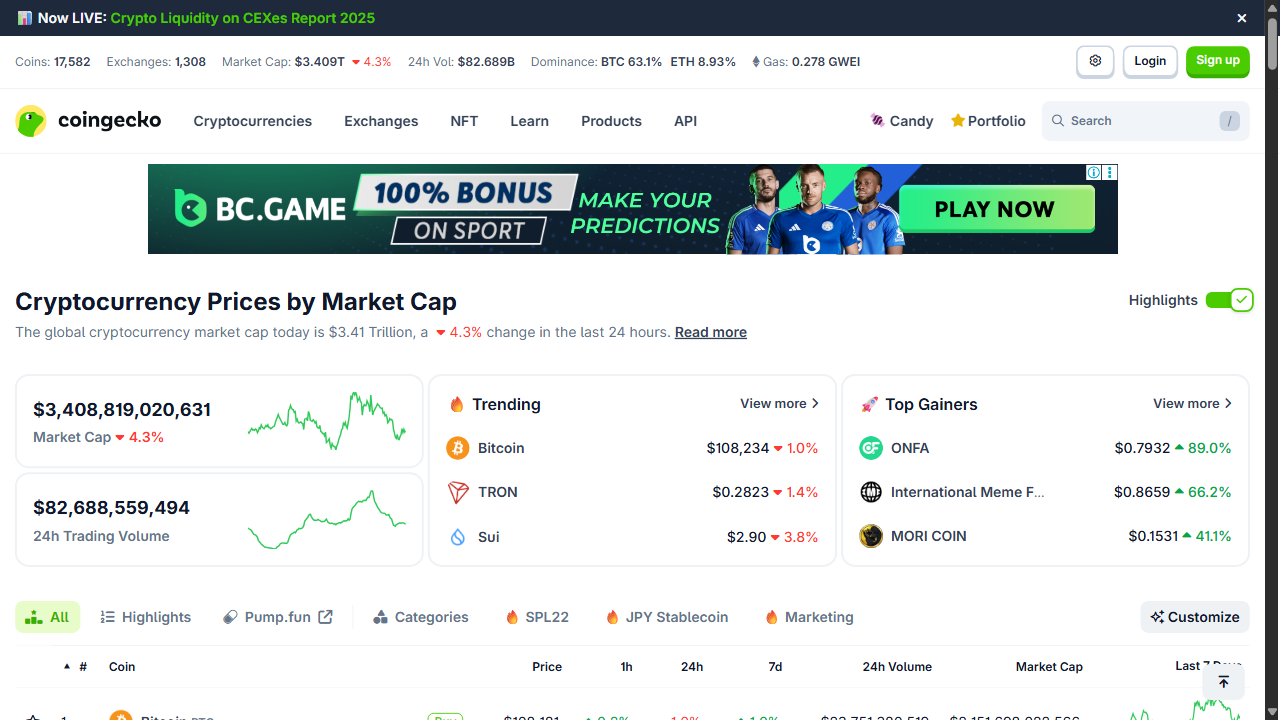 Now LIVE: Crypto Liquidity on CEXes Report 2025
Coins: 17,582 Exchanges: 1,308 Market Cap: $3.409T 4.3% 24h Vol: $82.689B Dominance: BTC 63.1% ETH 8.93% Gas: 0.278 GWEI
Login
Sign up
coingecko Cryptocurrencies Exchanges NFT Learn Products API Candy Portfolio Search /
BC.GAME
100% BONUS
ON SPORT
MAKE YOUR
PREDICTIONS
PLAY NOW
Cryptocurrency Prices by Market Cap
Highlights
The global cryptocurrency market cap today is $3.41 Trillion, a 4.3% change in the last 24 hours. Read more
$3,408,819,020,631
Market Cap 4.3%
$82,688,559,494
24h Trading Volume
Trending View more
Bitcoin $108,234 1.0%
TRON $0.2823 1.4%
Sui $2.90 3.8%
Top Gainers View more
ONFA $0.7932 89.0%
International Meme F... $0.8659 66.2%
MORI COIN $0.1531 41.1%
All Highlights Pump.fun Categories SPL22 JPY Stablecoin Marketing Customize
# Coin Price 1h 24h 7d 24h Volume Market Cap Last 7 Days
1 Bitcoin BTC Buy